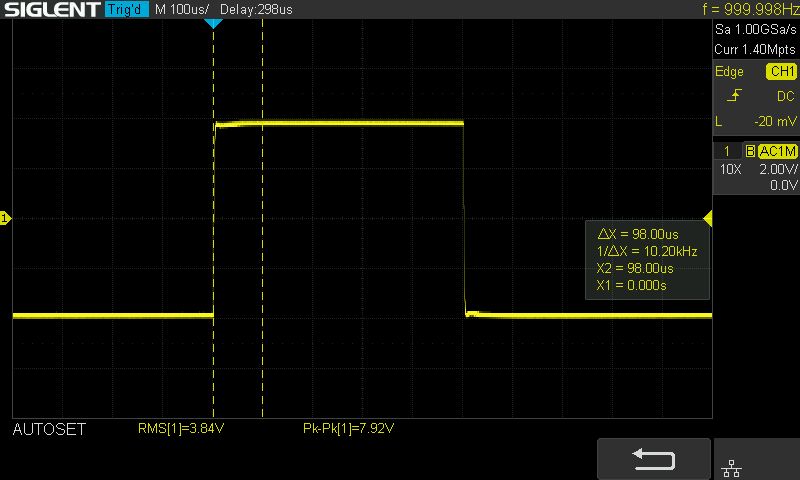 SIGLENT Trig'd M 100us/ Delay:298us f = 999.998Hz
Sa 1.00GSa/s
Curr 1.40Mpts
Edge CH1
DC
L -20 mV
1 B AC1M
10X 2.00V/
0.0V
1
ΔX = 98.00us
1/ΔX = 10.20kHz
X2 = 98.00us
X1 = 0.000s
AUTOSET RMS[1]=3.84V Pk-Pk[1]=7.92V